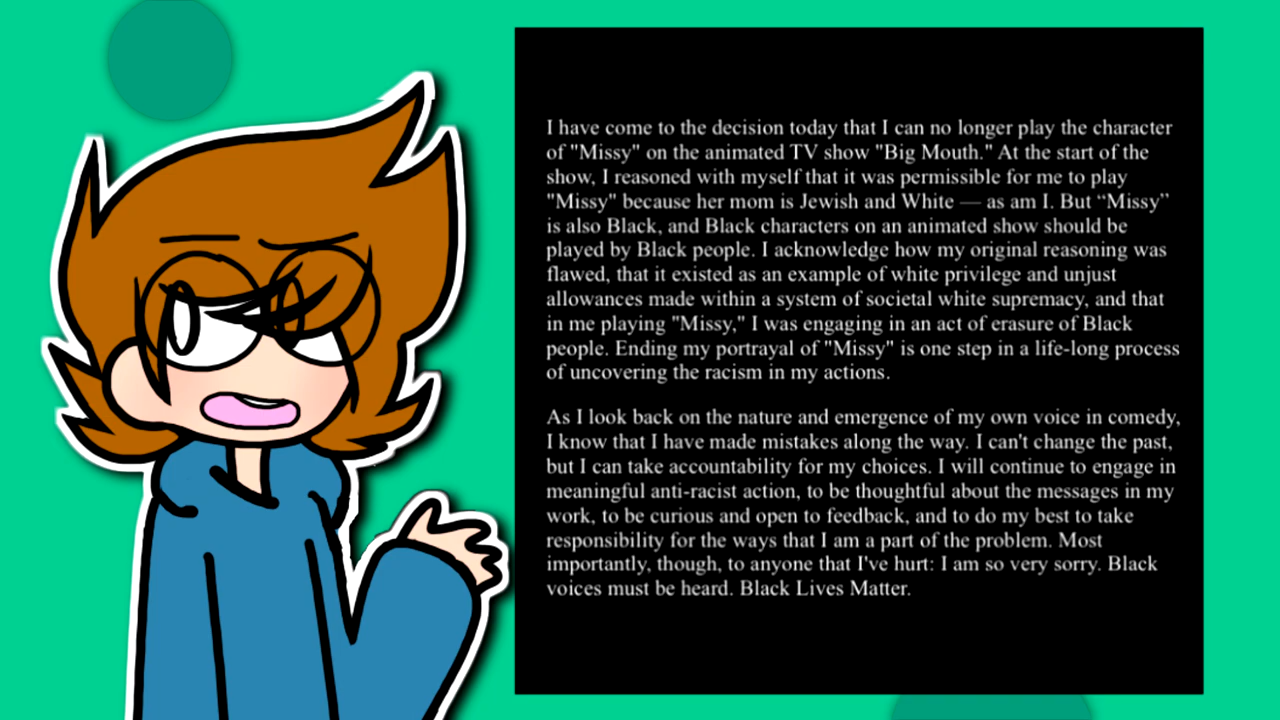 I have come to the decision today that I can no longer play the character
of "Missy" on the animated TV show "Big Mouth." At the start of the
show, I reasoned with myself that it was permissible for me to play
"Missy" because her mom is Jewish and White — as am I. But “Missy”
is also Black, and Black characters on an animated show should be
played by Black people. I acknowledge how my original reasoning was
flawed, that it existed as an example of white privilege and unjust
allowances made within a system of societal white supremacy, and that
in me playing "Missy," I was engaging in an act of erasure of Black
people. Ending my portrayal of "Missy" is one step in a life-long process
of uncovering the racism in my actions.

As I look back on the nature and emergence of my own voice in comedy,
I know that I have made mistakes along the way. I can't change the past,
but I can take accountability for my choices. I will continue to engage in
meaningful anti-racist action, to be thoughtful about the messages in my
work, to be curious and open to feedback, and to do my best to take
responsibility for the ways that I am a part of the problem. Most
importantly, though, to anyone that I've hurt: I am so very sorry. Black
voices must be heard. Black Lives Matter.